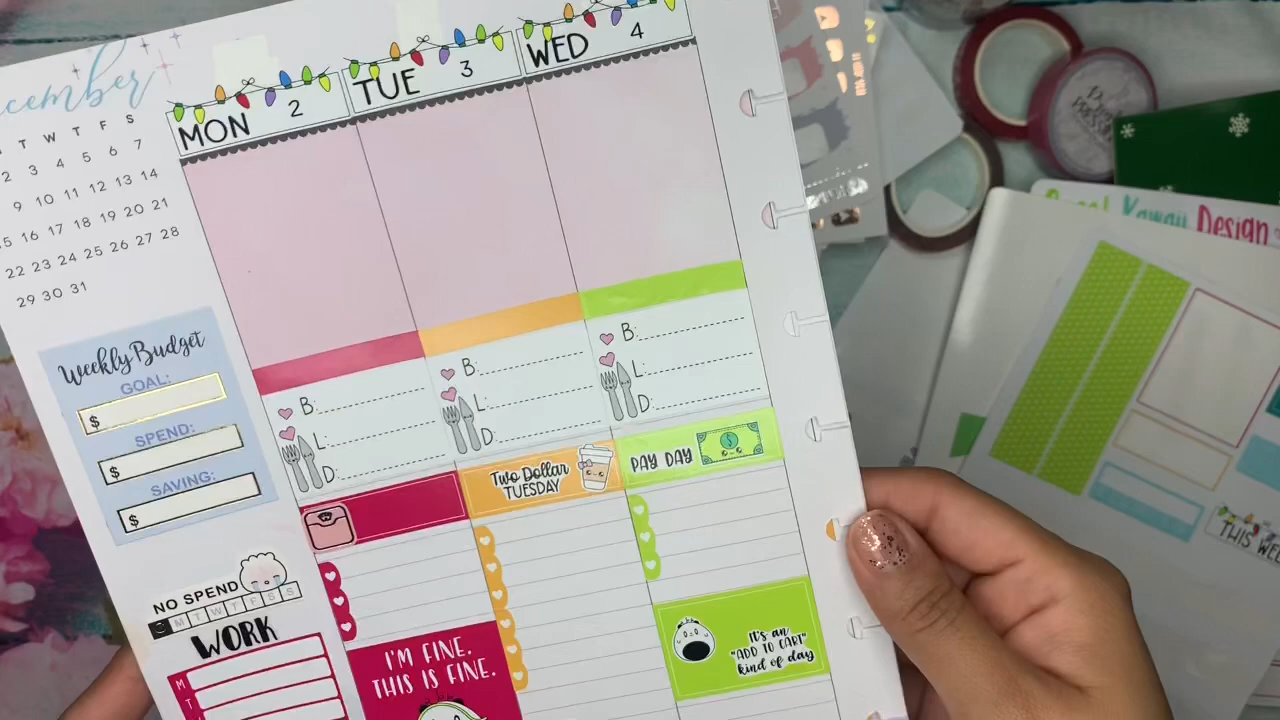 cember
T W T F S
2 3 4 5 6 7
9 10 11 12 13 14
15 16 17 18 19 20 21
22 23 24 25 26 27 28
29 30 31
MON 2
TUE 3
WED 4
Weekly Budget
GOAL:
$
SPEND:
$
SAVING:
$
NO SPEND
M T W T F S S
WORK
M
T
B:
L:
D:
B:
L:
D:
B:
L:
D:
Two Dollar
TUESDAY
PAY DAY
$
I'M FINE.
THIS IS FINE.
IT'S AN
"ADD TO CART"
kind of day
Kawaii Design
THIS WEE